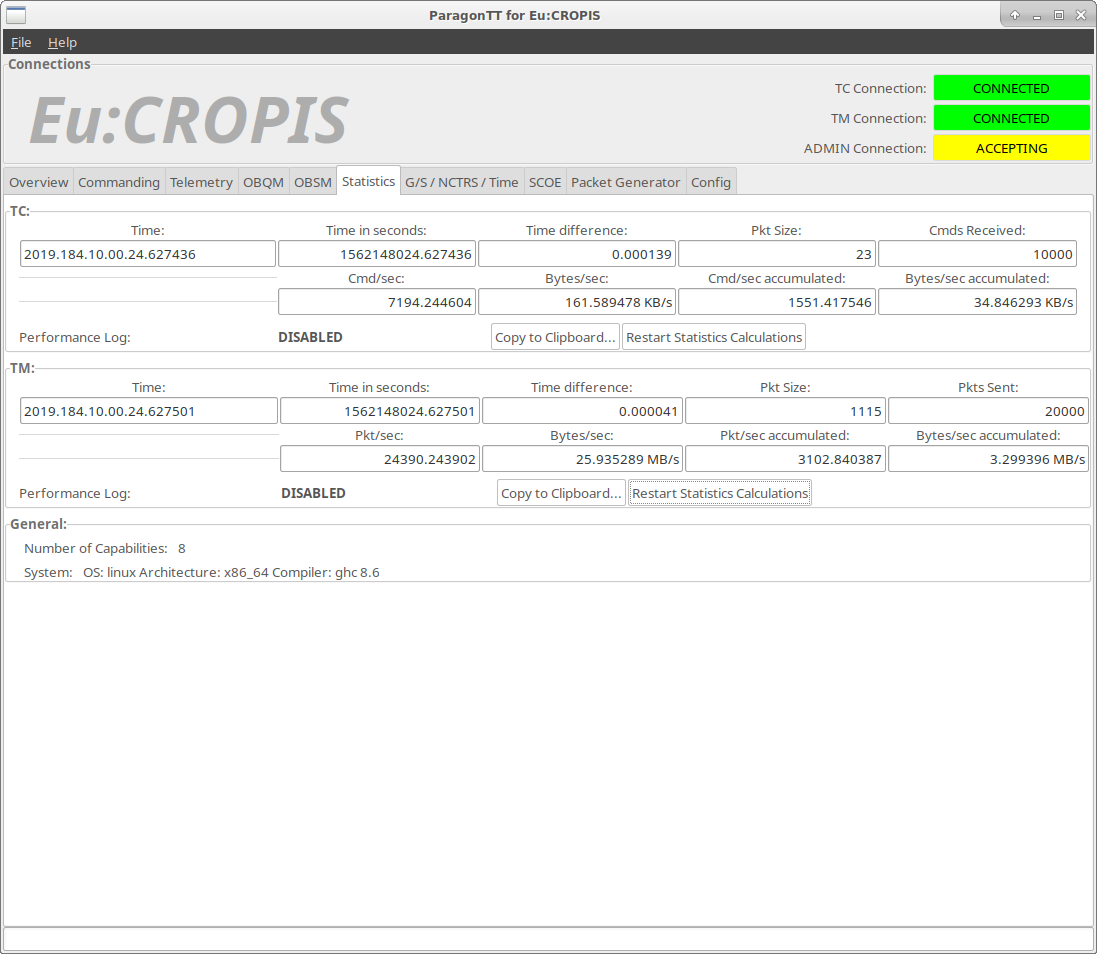 ParagonTT for Eu:CROPIS
File Help
Connections
Eu:CROPIS
TC Connection: CONNECTED
TM Connection: CONNECTED
ADMIN Connection: ACCEPTING
Overview Commanding Telemetry OBQM OBSM Statistics G/S / NCTRS / Time SCOE Packet Generator Config
TC:
Time: Time in seconds: Time difference: Pkt Size: Cmds Received:
2019.184.10.00.24.627436 1562148024.627436 0.000139 23 10000
Cmd/sec: Bytes/sec: Cmd/sec accumulated: Bytes/sec accumulated:
7194.244604 161.589478 KB/s 1551.417546 34.846293 KB/s
Performance Log: DISABLED Copy to Clipboard... Restart Statistics Calculations
TM:
Time: Time in seconds: Time difference: Pkt Size: Pkts Sent:
2019.184.10.00.24.627501 1562148024.627501 0.000041 1115 20000
Pkt/sec: Bytes/sec: Pkt/sec accumulated: Bytes/sec accumulated:
24390.243902 25.935289 MB/s 3102.840387 3.299396 MB/s
Performance Log: DISABLED Copy to Clipboard... Restart Statistics Calculations
General:
Number of Capabilities: 8
System: OS: linux Architecture: x86_64 Compiler: ghc 8.6